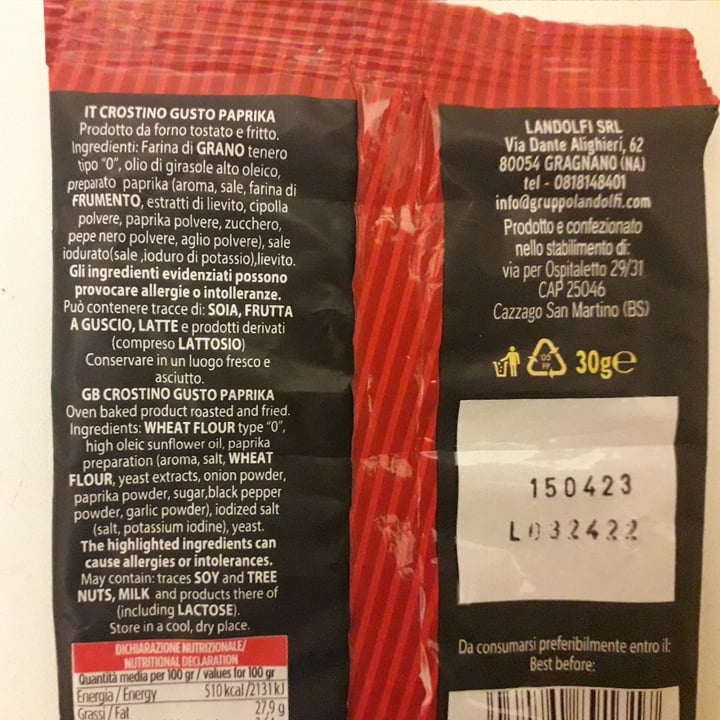 IT CROSTINO GUSTO PAPRIKA
Prodotto da forno tostato e fritto.
Ingredienti: Farina di GRANO tenero
tipo "0", olio di girasole alto oleico,
preparato paprika (aroma, sale, farina di
FRUMENTO, estratti di lievito, cipolla
polvere, paprika polvere, zucchero,
pepe nero polvere, aglio polvere), sale
iodurato(sale ,ioduro di potassio),lievito.
Gli ingredienti evidenziati possono
provocare allergie o intolleranze.
Può contenere tracce di: SOIA, FRUTTA
A GUSCIO, LATTE e prodotti derivati
(compreso LATTOSIO)
Conservare in un luogo fresco e
asciutto.
GB CROSTINO GUSTO PAPRIKA
Oven baked product roasted and fried.
Ingredients: WHEAT FLOUR type "0",
high oleic sunflower oil, paprika
preparation (aroma, salt, WHEAT
FLOUR, yeast extracts, onion powder,
paprika powder, sugar,black pepper
powder, garlic powder), iodized salt
(salt, potassium iodine), yeast.
The highlighted ingredients can
cause allergies or intolerances.
May contain: traces SOY and TREE
NUTS, MILK and products there of
(including LACTOSE).
Store in a cool, dry place.
DICHIARAZIONE NUTRIZIONALE/
NUTRITIONAL DECLARATION
Quantità media per 100 gr / values for 100 gr
Energia / Energy 510 kcal/2131 kJ
Grassi / Fat 27,9 g
LANDOLFI SRL
Via Dante Alighieri, 62
80054 GRAGNANO (NA)
tel - 0818148401
info@gruppolandolfi.com
Prodotto e confezionato
nello stabilimento di:
via per Ospitaletto 29/31
CAP 25046
Cazzago San Martino (BS)
05
PP
30g e
150423
L032422
Da consumarsi preferibilmente entro il:
Best before: